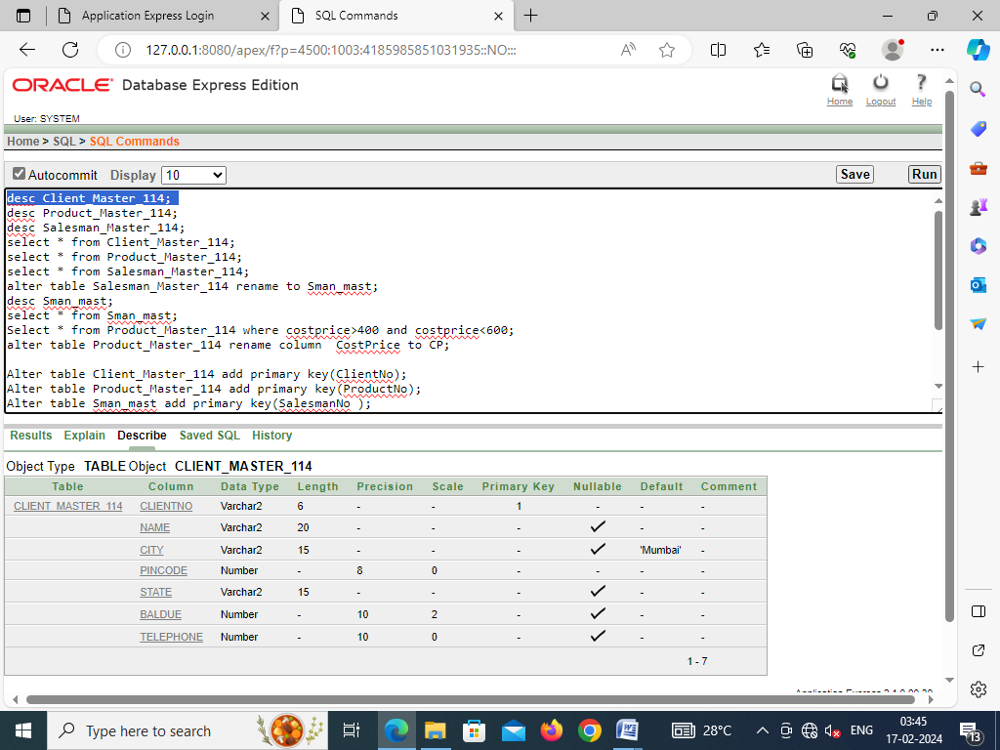 Application Express Login
SQL Commands
127.0.0.1:8080/apex/f?p=4500:1003:4185985851031935::NO:::
ORACLE Database Express Edition
Home Logout Help
User: SYSTEM
Home > SQL > SQL Commands
Autocommit Display 10 Save Run
desc Client_Master_114;
desc Product_Master_114;
desc Salesman_Master_114;
select * from Client_Master_114;
select * from Product_Master_114;
select * from Salesman_Master_114;
alter table Salesman_Master_114 rename to Sman_mast;
desc Sman_mast;
select * from Sman_mast;
Select * from Product_Master_114 where costprice>400 and costprice<600;
alter table Product_Master_114 rename column  CostPrice to CP;
Alter table Client_Master_114 add primary key(ClientNo);
Alter table Product_Master_114 add primary key(ProductNo);
Alter table Sman_mast add primary key(SalesmanNo );
Results Explain Describe Saved SQL History
Object Type TABLE Object CLIENT_MASTER_114
Table Column Data Type Length Precision Scale Primary Key Nullable Default Comment
CLIENT_MASTER_114 CLIENTNO Varchar2 6 - - 1 - - -
NAME Varchar2 20 - - - - -
CITY Varchar2 15 - - - 'Mumbai' -
PINCODE Number - 8 0 - - - -
STATE Varchar2 15 - - - - -
BALDUE Number - 10 2 - - -
TELEPHONE Number - 10 0 - - -
1 - 7
Type here to search
28°C
ENG
03:45
17-02-2024
13